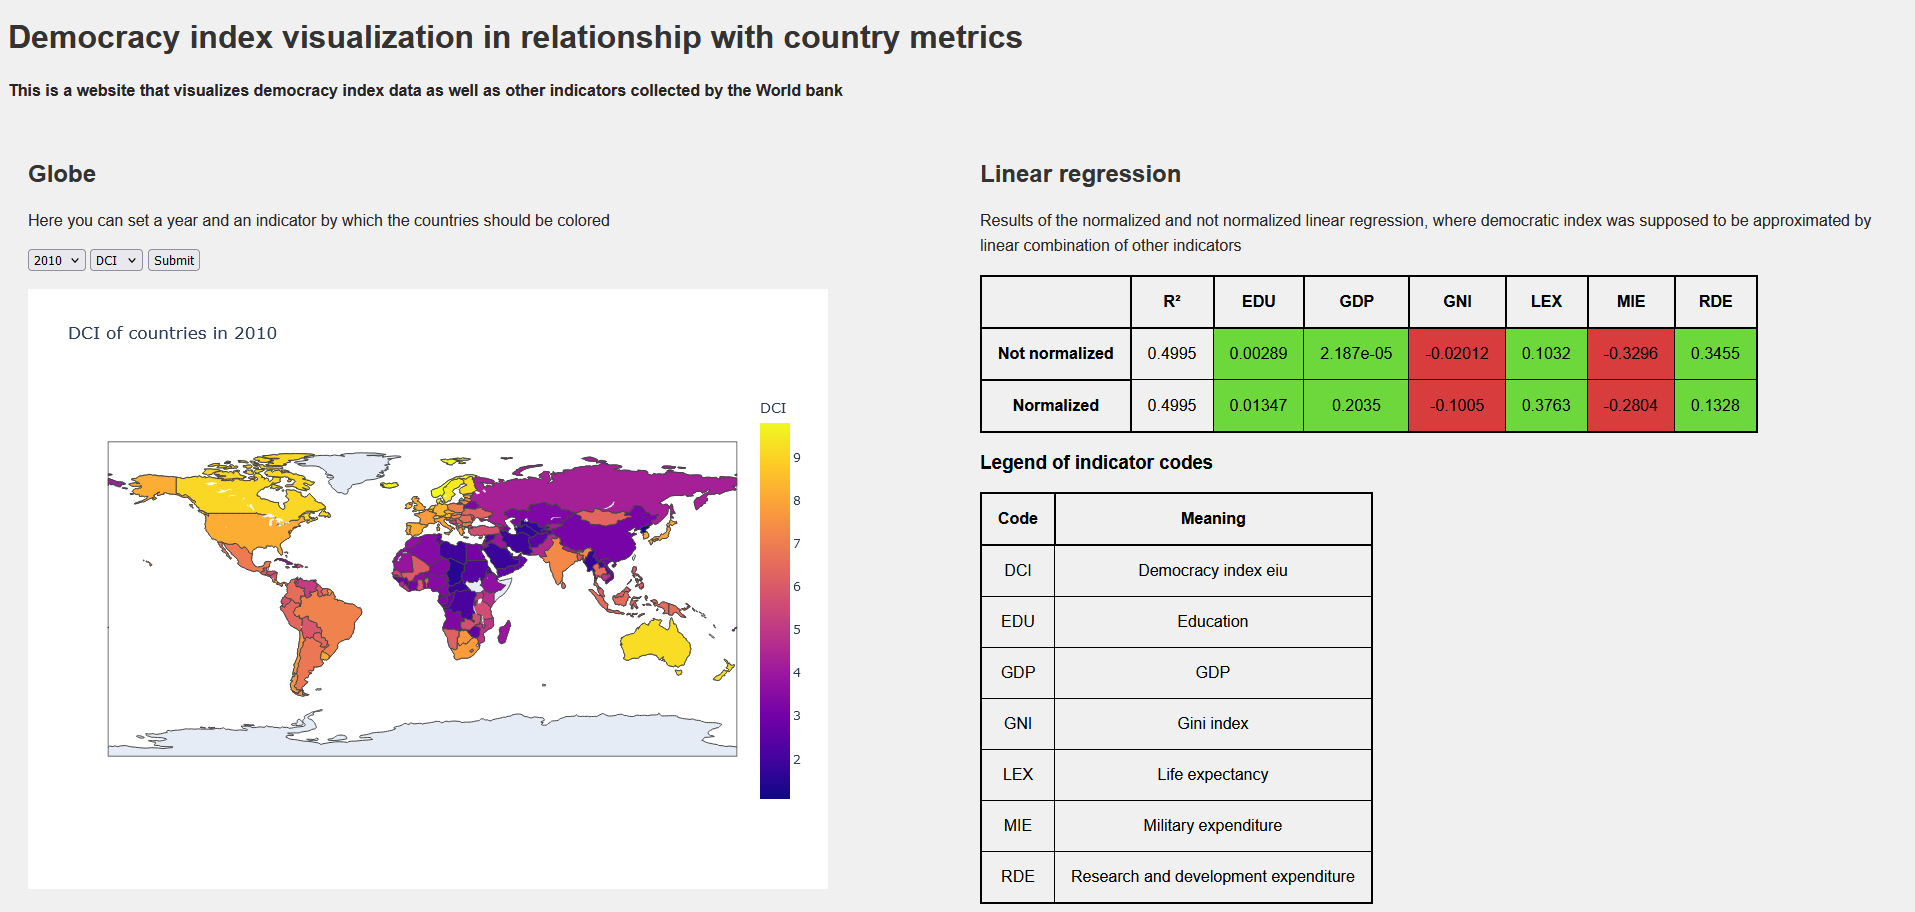 Democracy index visualization in relationship with country metrics
This is a website that visualizes democracy index data as well as other indicators collected by the World bank
Globe
Here you can set a year and an indicator by which the countries should be colored
2010 DCI Submit
DCI of countries in 2010
DCI
9
8
7
6
5
4
3
2
Linear regression
Results of the normalized and not normalized linear regression, where democratic index was supposed to be approximated by
linear combination of other indicators
R² EDU GDP GNI LEX MIE RDE
Not normalized 0.4995 0.00289 2.187e-05 -0.02012 0.1032 -0.3296 0.3455
Normalized 0.4995 0.01347 0.2035 -0.1005 0.3763 -0.2804 0.1328
Legend of indicator codes
Code Meaning
DCI Democracy index eiu
EDU Education
GDP GDP
GNI Gini index
LEX Life expectancy
MIE Military expenditure
RDE Research and development expenditure